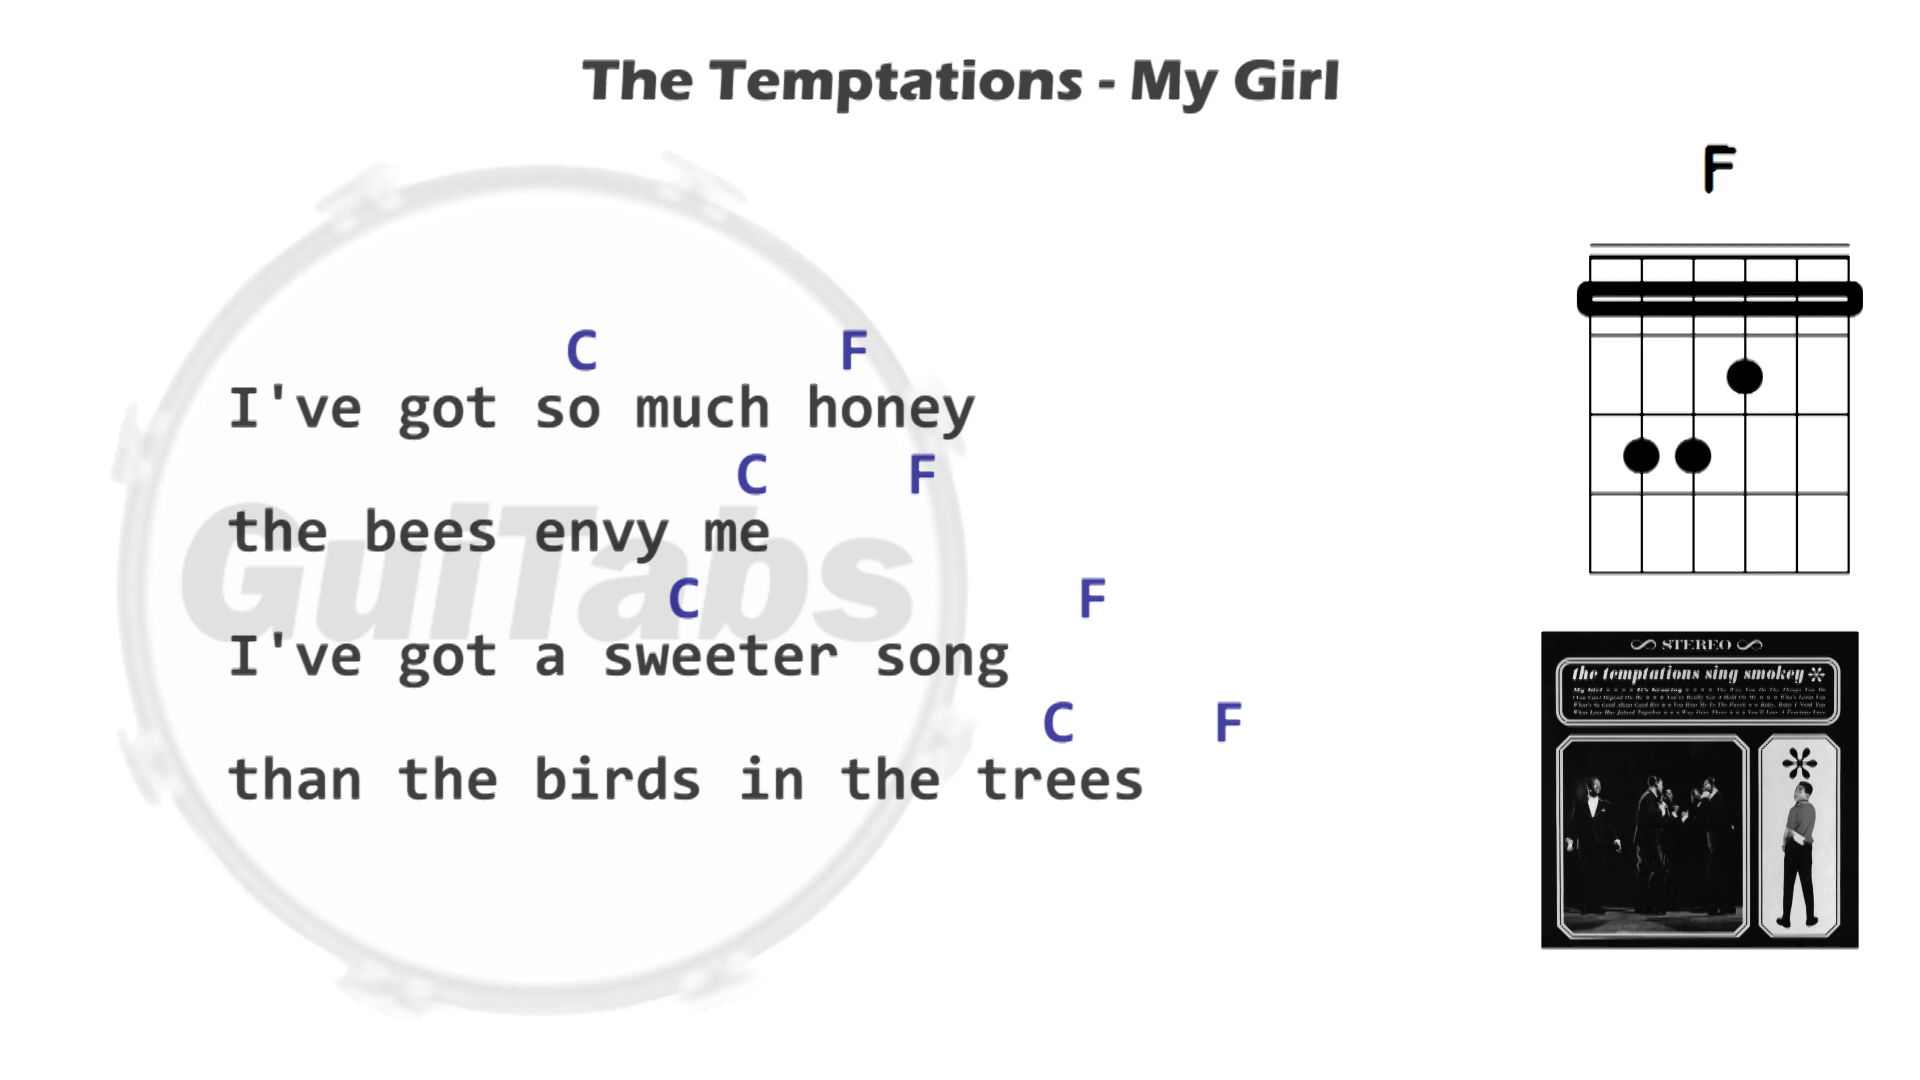 The Temptations - My Girl
F
C F
I've got so much honey
C F
the bees envy me
C F
I've got a sweeter song
C F
than the birds in the trees
GuiTabs
STEREO
the temptations sing smokey